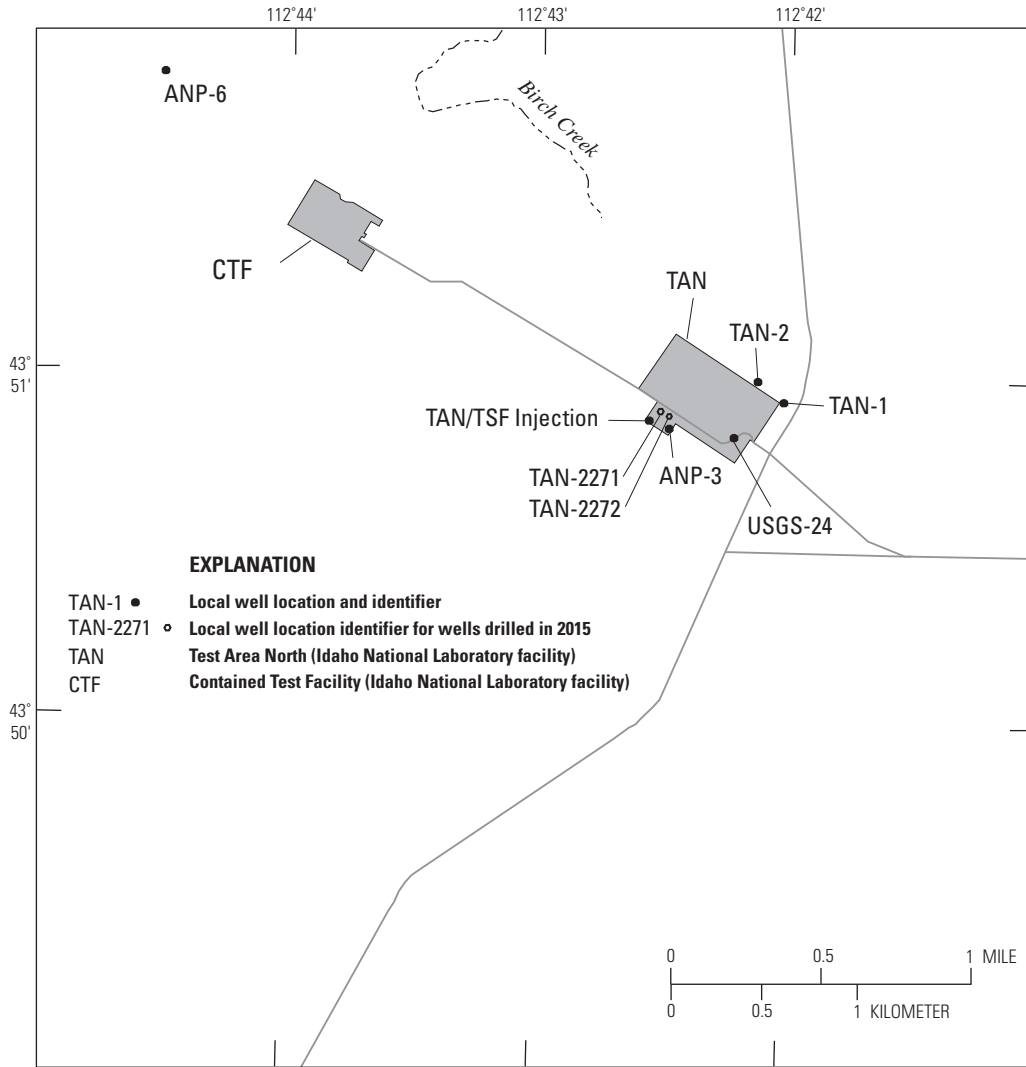 112°44'
112°43'
112°42'
ANP-6
Birch Creek
CTF
TAN
TAN-2
43°
51'
TAN-1
TAN/TSF Injection
TAN-2271
ANP-3
TAN-2272
USGS-24
EXPLANATION
TAN-1 Local well location and identifier
TAN-2271 Local well location identifier for wells drilled in 2015
TAN Test Area North (Idaho National Laboratory facility)
CTF Contained Test Facility (Idaho National Laboratory facility)
43°
50'
0 0.5 1 MILE
0 0.5 1 KILOMETER